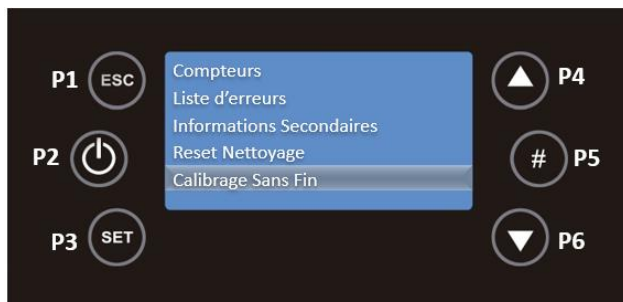 P1 ESC
P2
P3 SET
Compteurs
Liste d'erreurs
Informations Secondaires
Reset Nettoyage
Calibrage Sans Fin
P4
# P5
P6